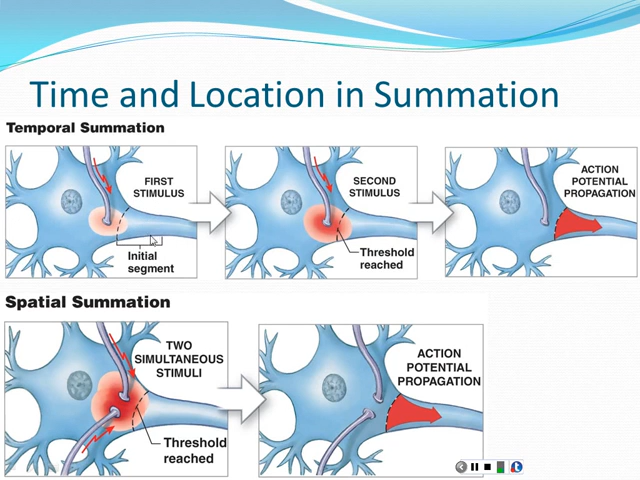 Time and Location in Summation
Temporal Summation
FIRST
STIMULUS
Initial
segment
SECOND
STIMULUS
Threshold
reached
ACTION
POTENTIAL
PROPAGATION
Spatial Summation
TWO
SIMULTANEOUS
STIMULI
Threshold
reached
ACTION
POTENTIAL
PROPAGATION